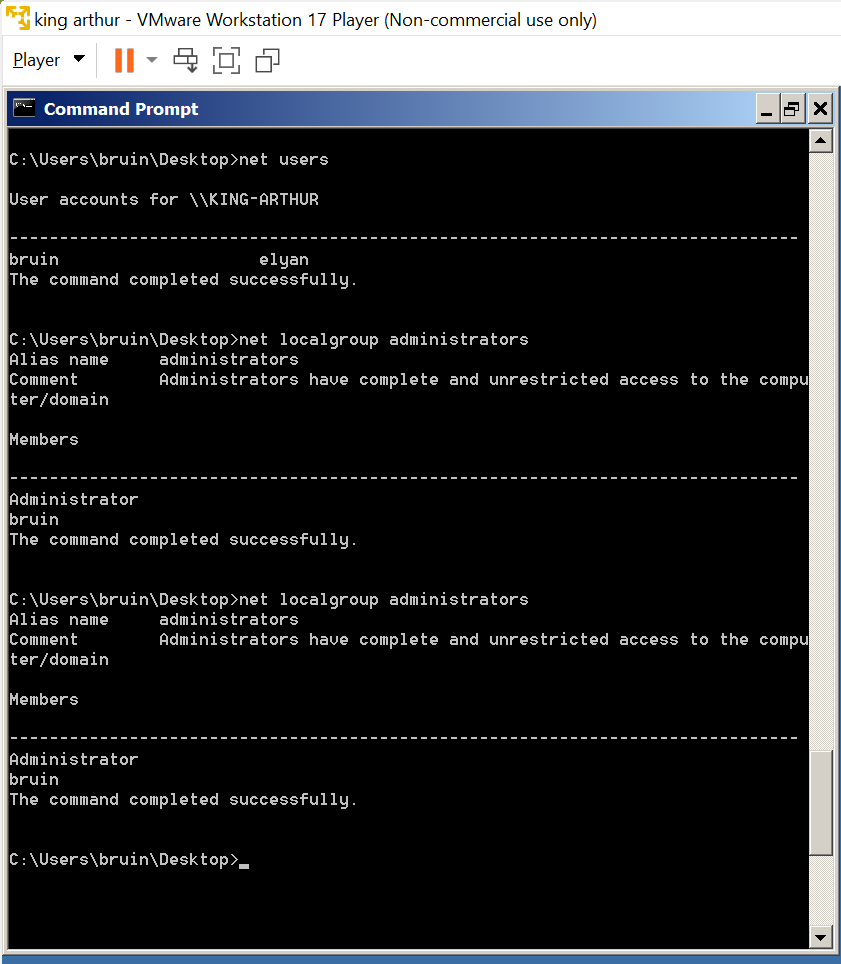 king arthur - VMware Workstation 17 Player (Non-commercial use only)
Player
Command Prompt
C:\Users\bruin\Desktop>net users
User accounts for \\KING-ARTHUR
-------------------------------------------------------------------------------
bruin                    elyan
The command completed successfully.
C:\Users\bruin\Desktop>net localgroup administrators
Alias name     administrators
Comment        Administrators have complete and unrestricted access to the compu
ter/domain
Members
-------------------------------------------------------------------------------
Administrator
bruin
The command completed successfully.
C:\Users\bruin\Desktop>net localgroup administrators
Alias name     administrators
Comment        Administrators have complete and unrestricted access to the compu
ter/domain
Members
-------------------------------------------------------------------------------
Administrator
bruin
The command completed successfully.
C:\Users\bruin\Desktop>_